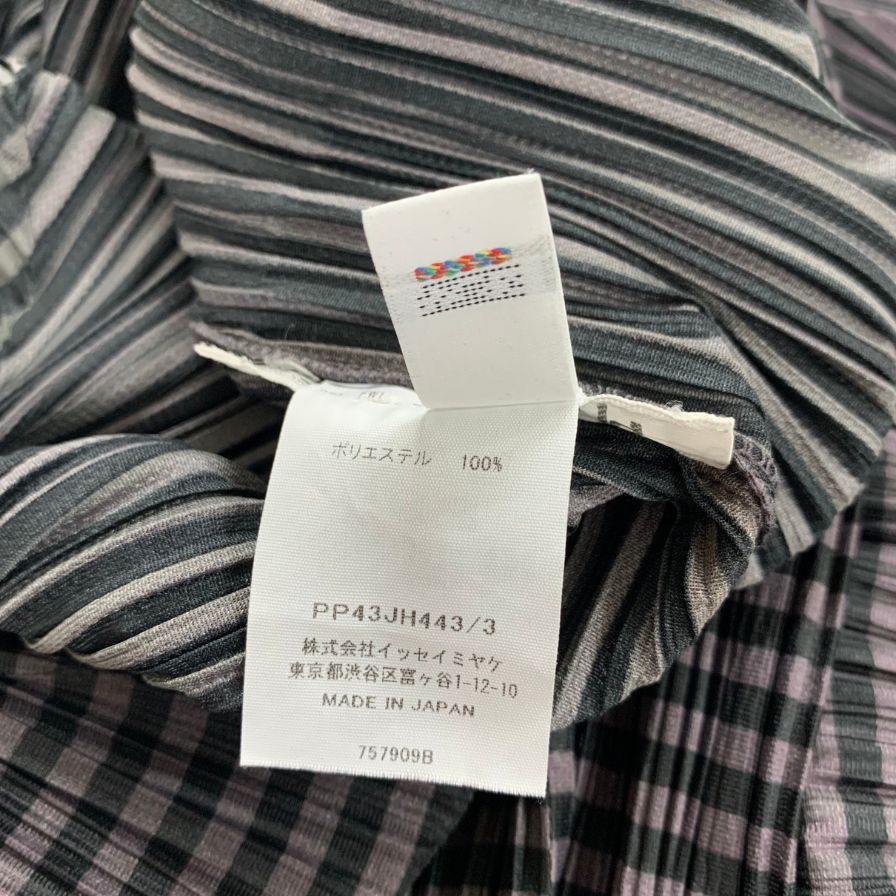 ポリエステル 100%
PP43JH443/3
株式会社イッセイミヤケ
東京都渋谷区富ヶ谷1-12-10
MADE IN JAPAN
757909B